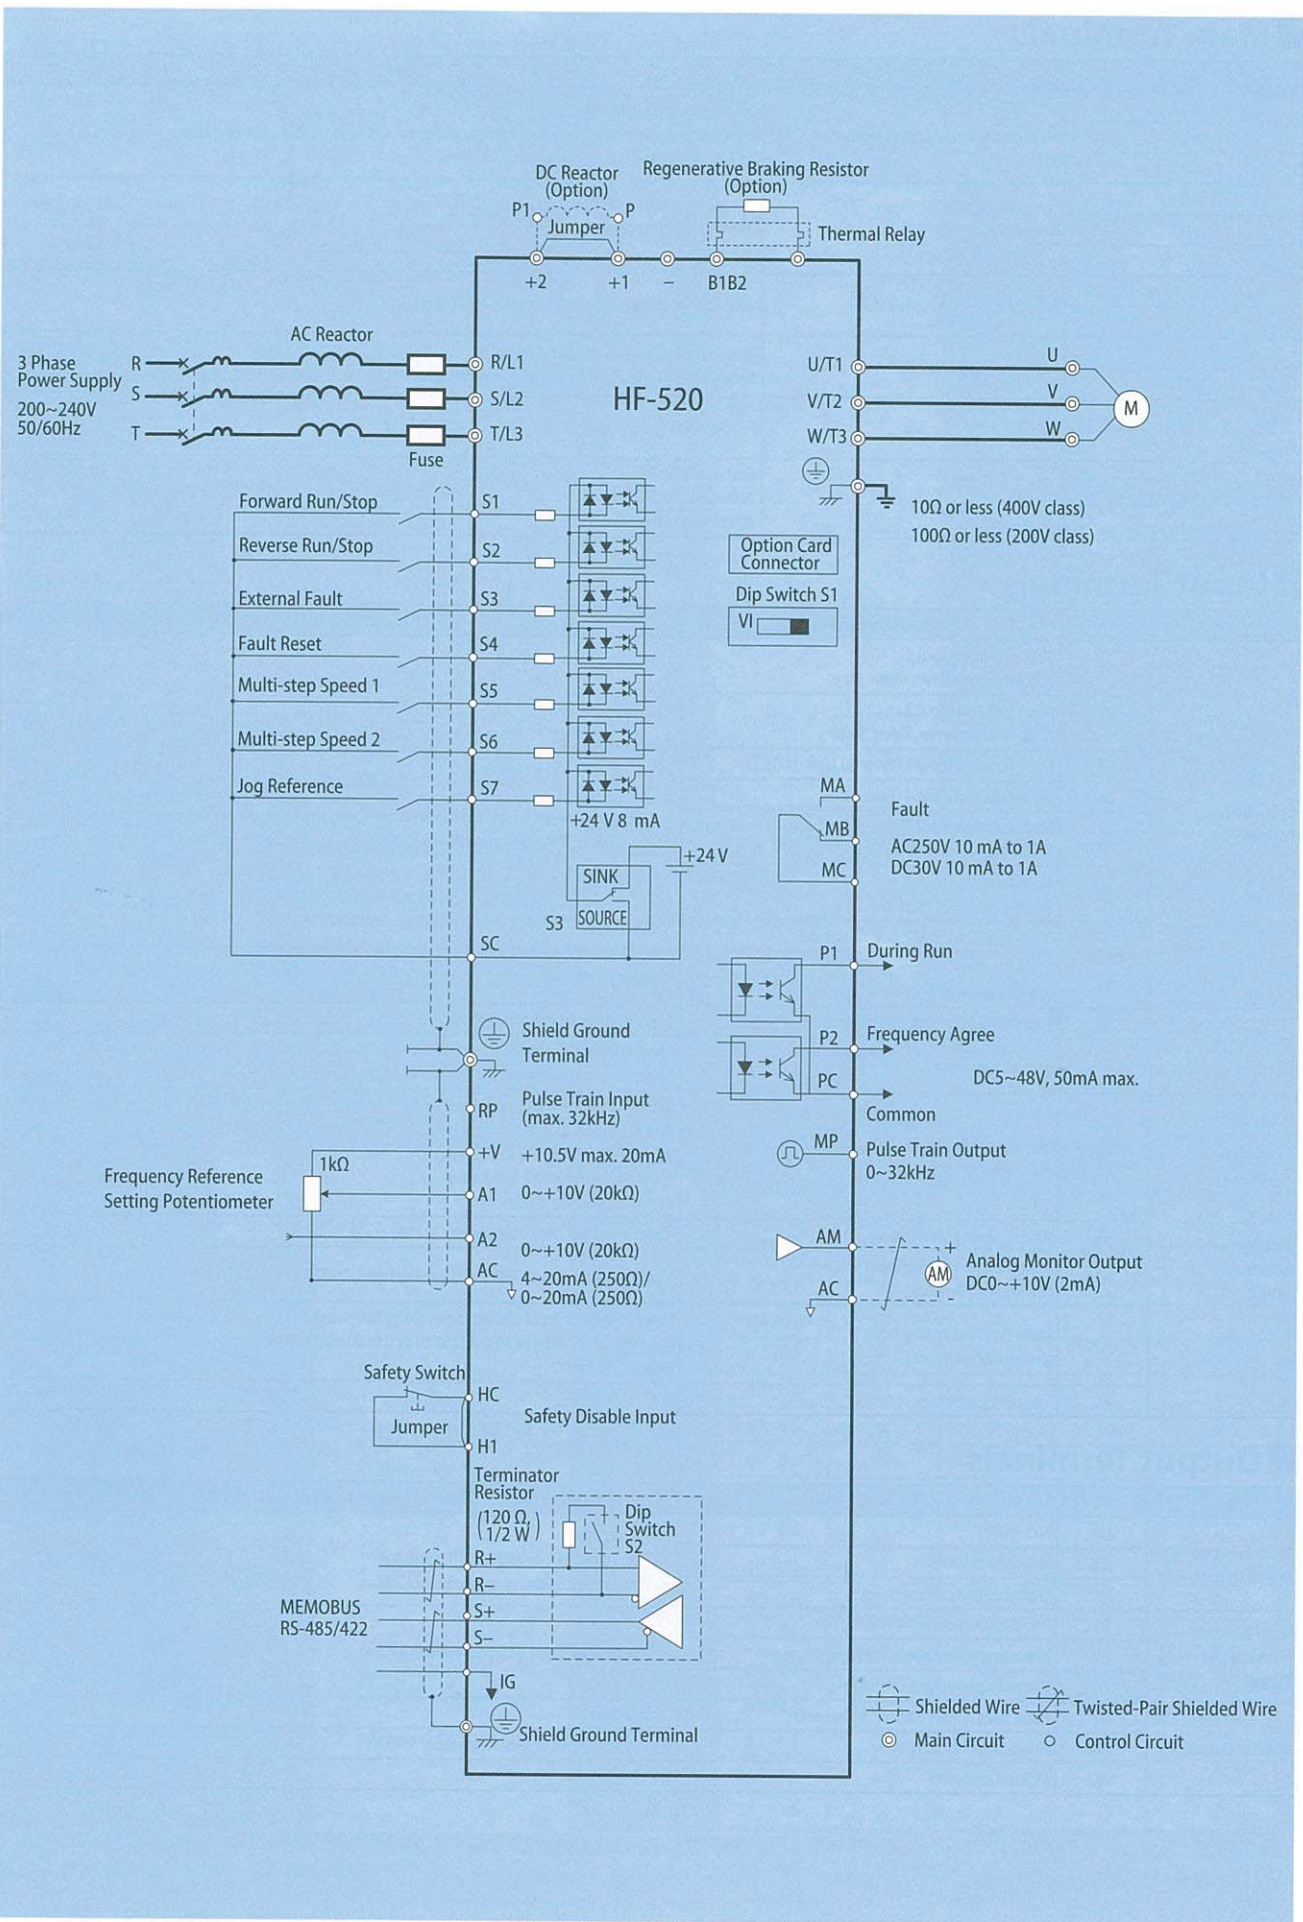 DC Reactor
(Option)
Regenerative Braking Resistor
(Option)
P1
P
Jumper
Thermal Relay
+2
+1
−
B1B2
AC Reactor
3 Phase
Power Supply
200~240V
50/60Hz
R
S
T
Fuse
R/L1
S/L2
T/L3
HF-520
U/T1
V/T2
W/T3
U
V
W
M
10Ω or less (400V class)
100Ω or less (200V class)
Forward Run/Stop
S1
Reverse Run/Stop
S2
External Fault
S3
Fault Reset
S4
Multi-step Speed 1
S5
Multi-step Speed 2
S6
Jog Reference
S7
Option Card
Connector
Dip Switch S1
VI
+24 V 8 mA
+24 V
SINK
SOURCE
S3
SC
MA
MB
MC
Fault
AC250V 10 mA to 1A
DC30V 10 mA to 1A
P1
During Run
P2
Frequency Agree
PC
DC5~48V, 50mA max.
Common
MP
Pulse Train Output
0~32kHz
Shield Ground
Terminal
RP
Pulse Train Input
(max. 32kHz)
+V
+10.5V max. 20mA
1kΩ
Frequency Reference
Setting Potentiometer
A1
0~+10V (20kΩ)
A2
0~+10V (20kΩ)
AC
4~20mA (250Ω)/
0~20mA (250Ω)
AM
AC
+
AM
-
Analog Monitor Output
DC0~+10V (2mA)
Safety Switch
HC
Jumper
Safety Disable Input
H1
Terminator
Resistor
(120 Ω,
1/2 W)
Dip
Switch
S2
R+
R−
S+
S−
MEMOBUS
RS-485/422
IG
Shield Ground Terminal
Shielded Wire
Twisted-Pair Shielded Wire
Main Circuit
Control Circuit